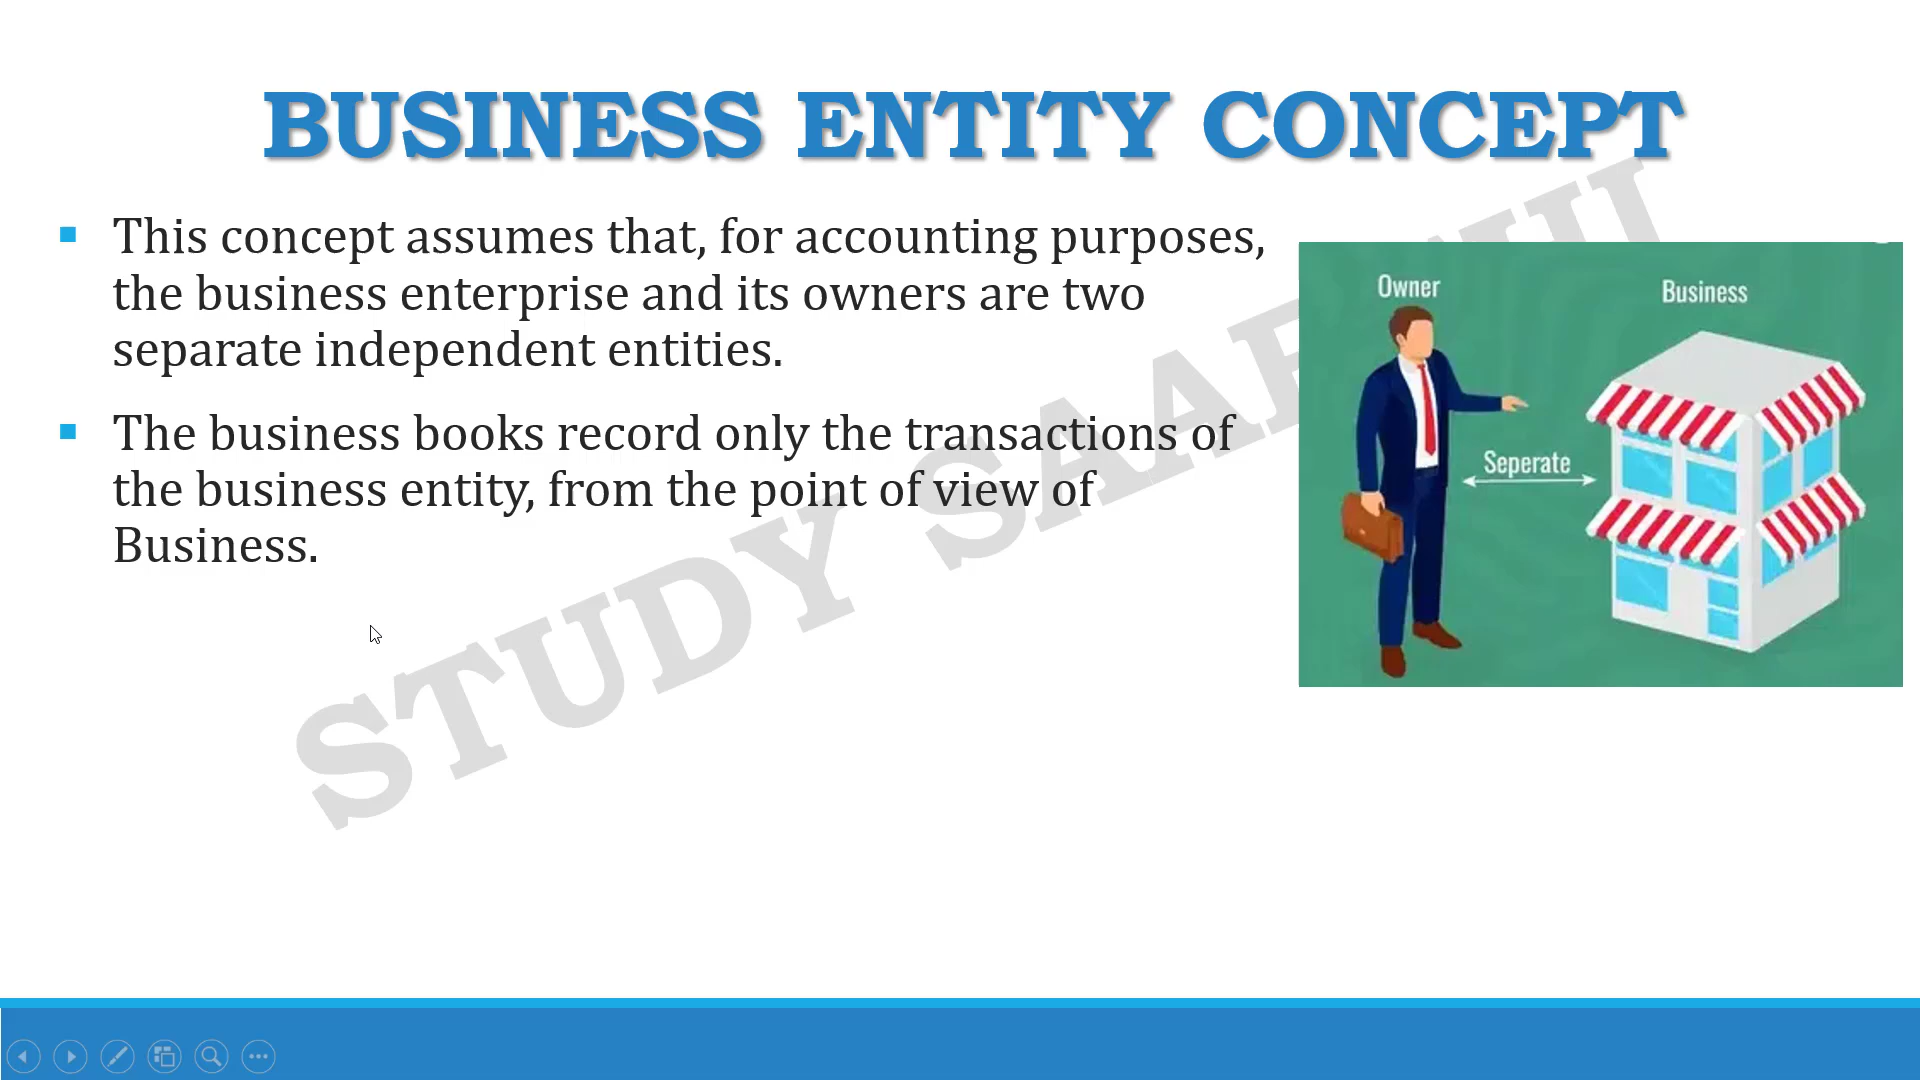 BUSINESS ENTITY CONCEPT
This concept assumes that, for accounting purposes,
the business enterprise and its owners are two
separate independent entities.
The business books record only the transactions of
the business entity, from the point of view of
Business.
Owner
Business
Seperate
STUDY